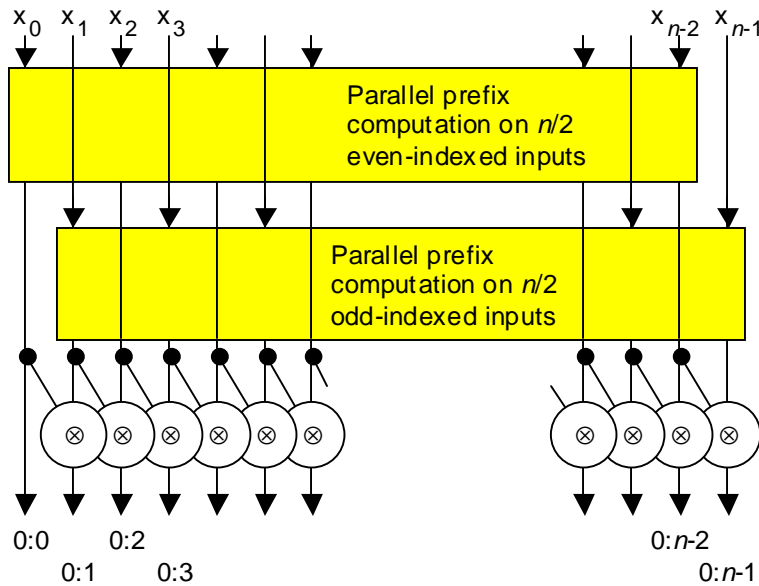 x0 x1 x2 x3 xn-2 xn-1
Parallel prefix
computation on n/2
even-indexed inputs
Parallel prefix
computation on n/2
odd-indexed inputs
⊗ ⊗ ⊗ ⊗ ⊗ ⊗ ⊗ ⊗ ⊗ ⊗
0:0 0:2 0:n-2
0:1 0:3 0:n-1